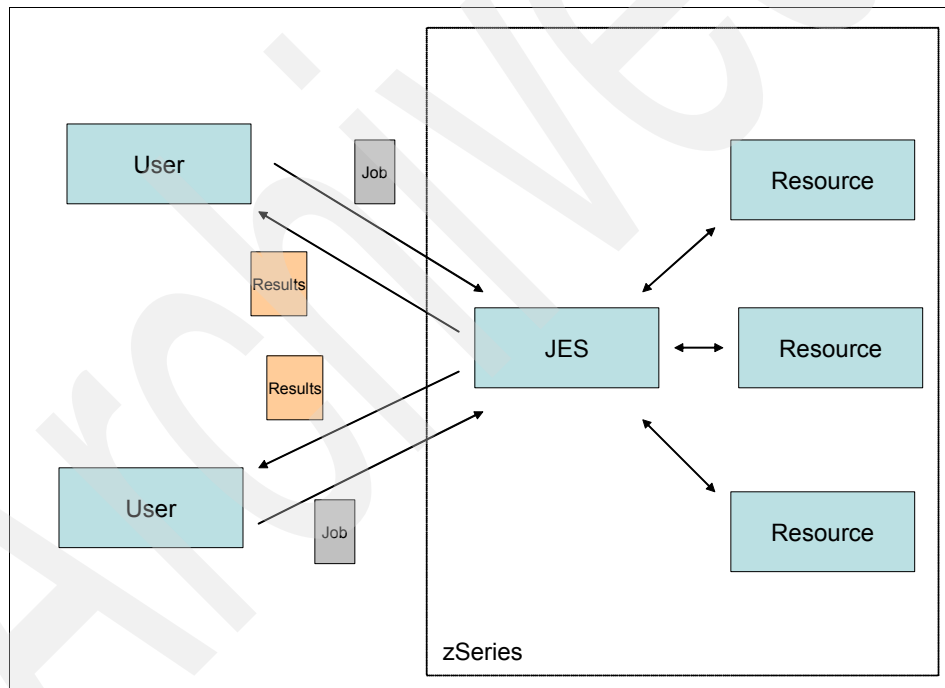 User
Job
Resource
Results
JES
Resource
Results
User
Job
Resource
zSeries